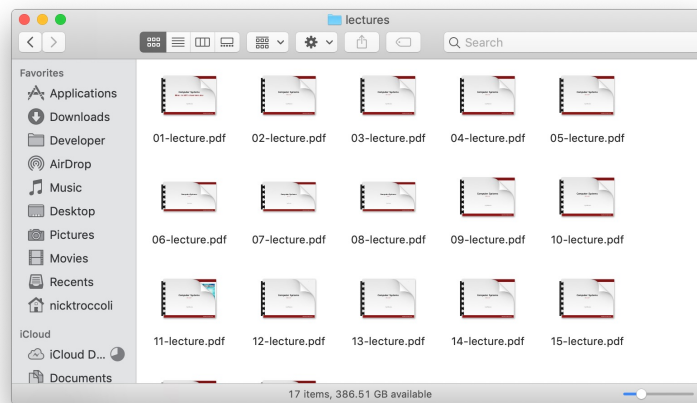 lectures
Search
Favorites
Applications
Downloads
Developer
AirDrop
Music
Desktop
Pictures
Movies
Recents
nicktroccoli
iCloud
iCloud D...
Documents
01-lecture.pdf 02-lecture.pdf 03-lecture.pdf 04-lecture.pdf 05-lecture.pdf
06-lecture.pdf 07-lecture.pdf 08-lecture.pdf 09-lecture.pdf 10-lecture.pdf
11-lecture.pdf 12-lecture.pdf 13-lecture.pdf 14-lecture.pdf 15-lecture.pdf
17 items, 386.51 GB available